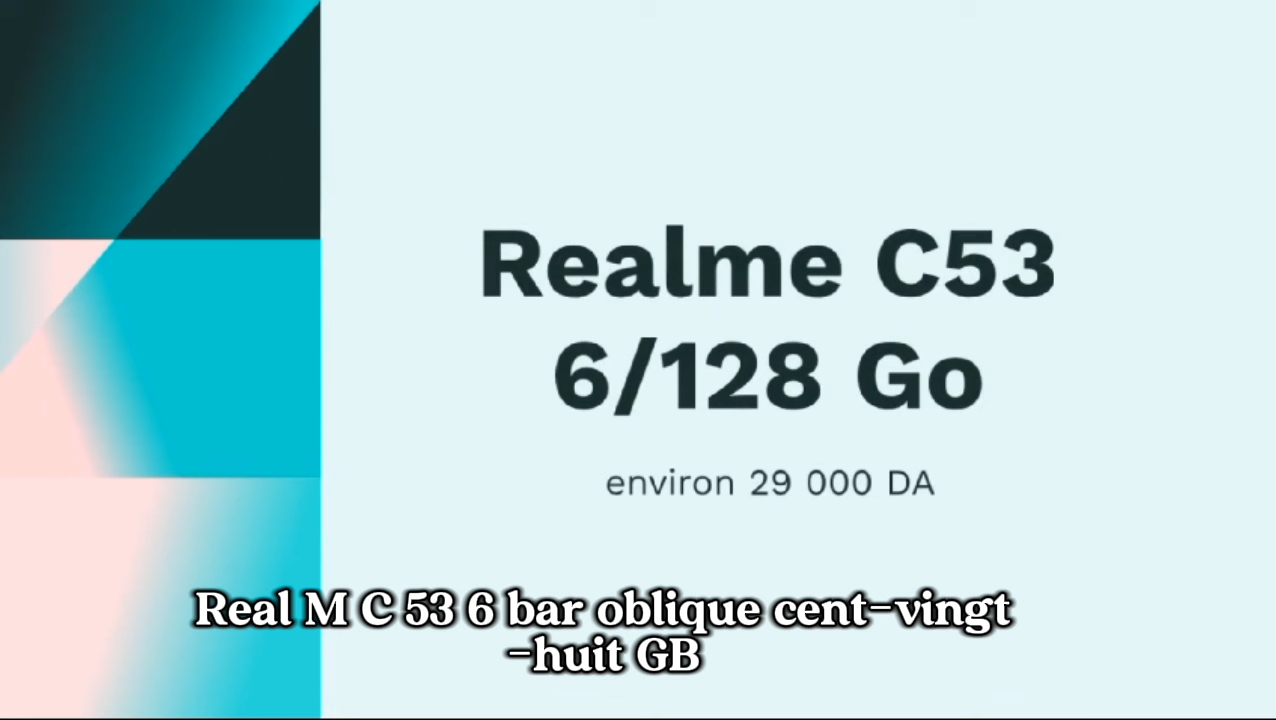 Realme C53
6/128 Go
environ 29 000 DA
Real M C 53 6 bar oblique cent-vingt
-huit GB